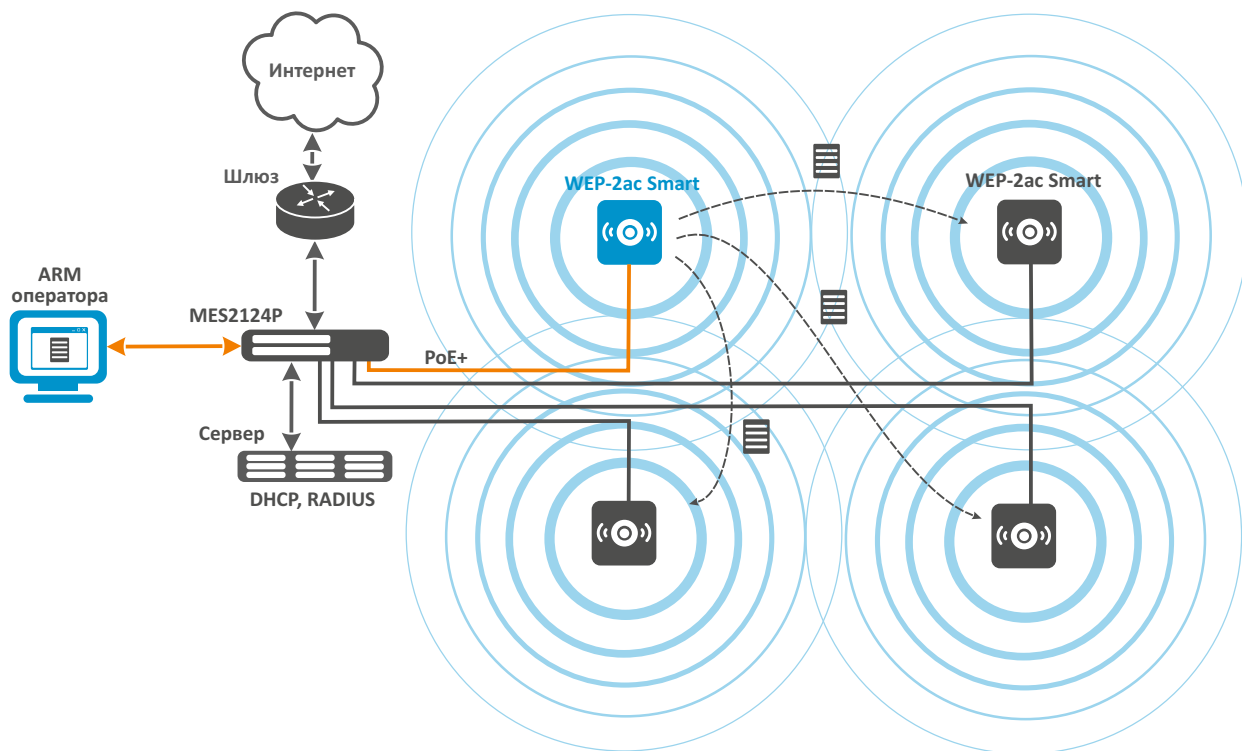 Интернет
Шлюз
WEP-2ac Smart
WEP-2ac Smart
ARM
оператора
MES2124P
PoE+
Сервер
DHCP, RADIUS